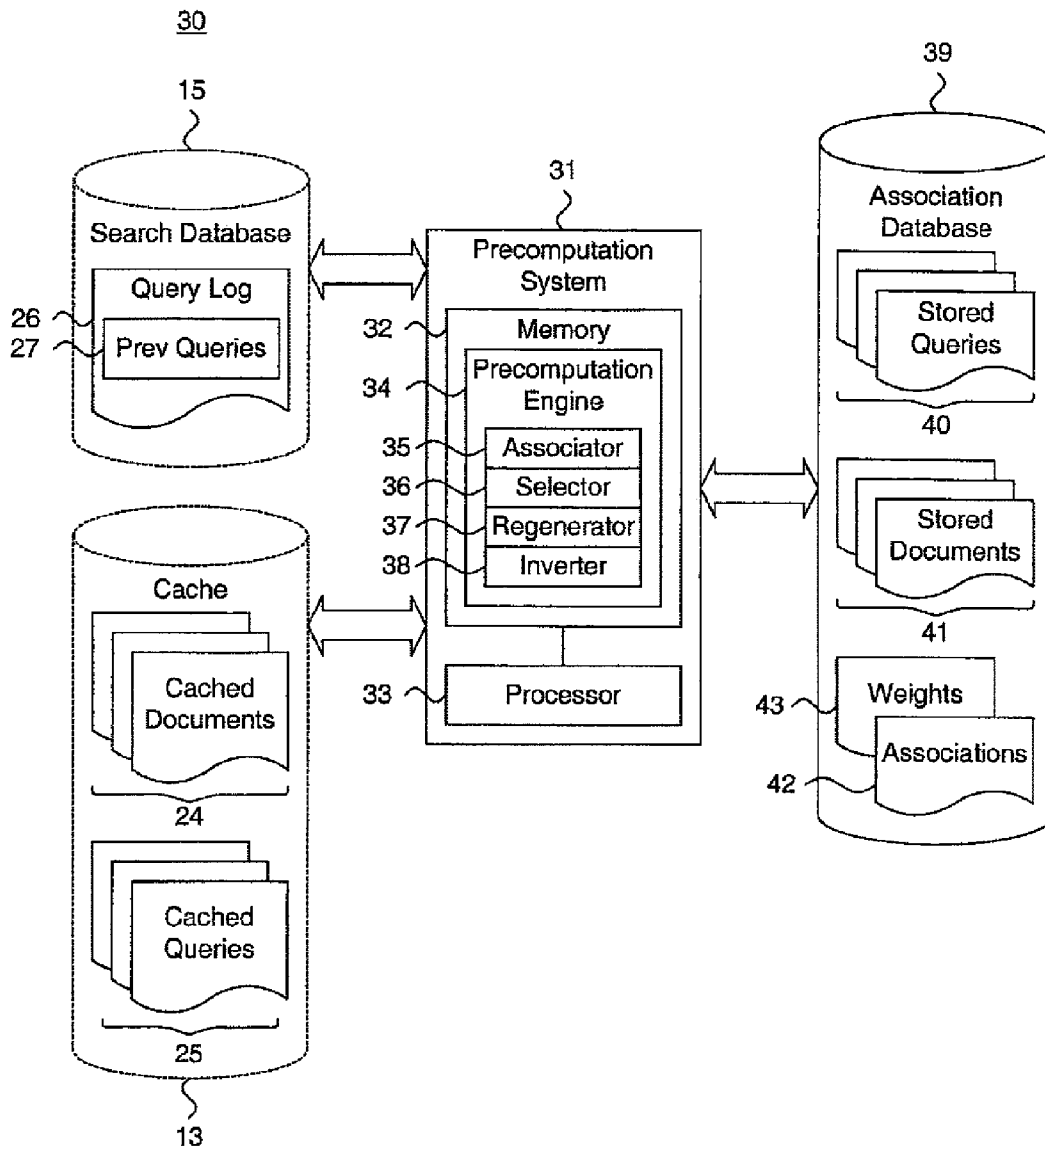 30
15
Search Database
Query Log
26
27
Prev Queries
Cache
Cached
Documents
24
Cached
Queries
25
13
31
Precomputation
System
32
Memory
34
Precomputation
Engine
35
Associator
36
Selector
37
Regenerator
38
Inverter
33
Processor
39
Association
Database
Stored
Queries
40
Stored
Documents
41
43
Weights
42
Associations